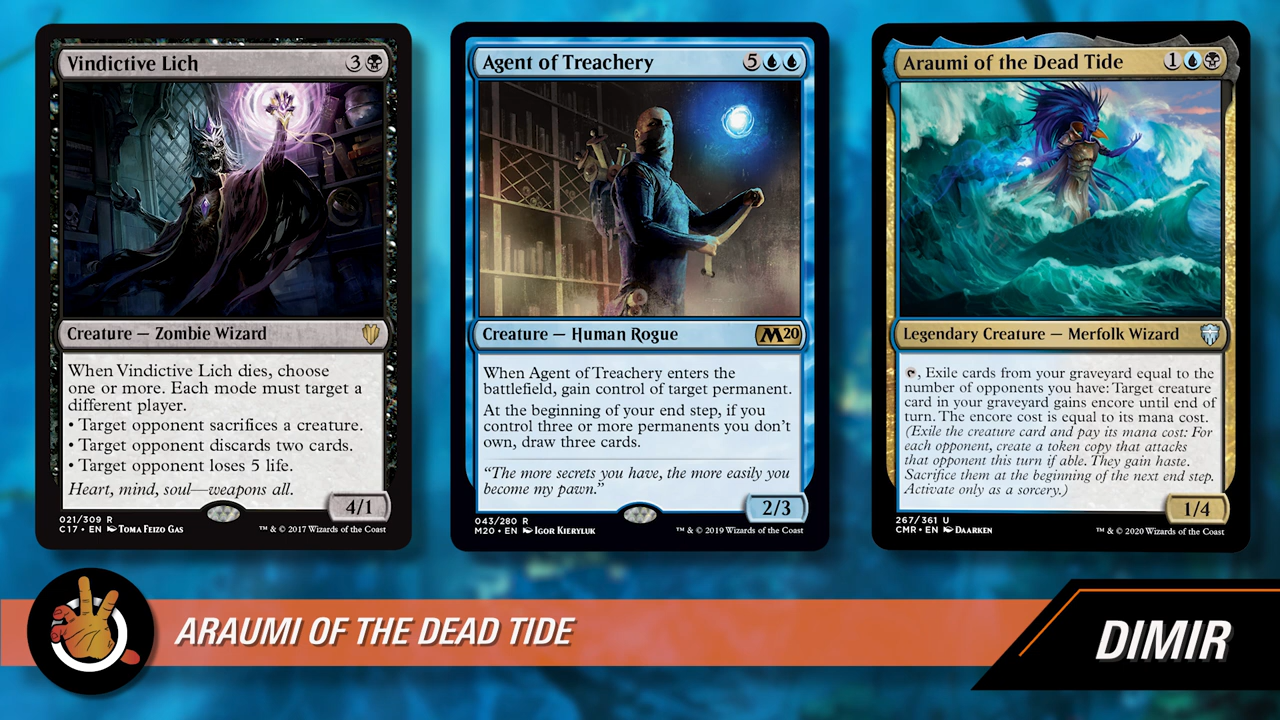 Vindictive Lich 3
Creature — Zombie Wizard
When Vindictive Lich dies, choose
one or more. Each mode must target a
different player.
• Target opponent sacrifices a creature.
• Target opponent discards two cards.
• Target opponent loses 5 life.
Heart, mind, soul—weapons all.
4/1
021/309 R
C17 • EN Toma Feizo Gas ™ & © 2017 Wizards of the Coast
Agent of Treachery 5
Creature — Human Rogue M20
When Agent of Treachery enters the
battlefield, gain control of target permanent.
At the beginning of your end step, if you
control three or more permanents you don't
own, draw three cards.
“The more secrets you have, the more easily you
become my pawn.”
2/3
043/280 R
M20 • EN Igor Kieryluk ™ & © 2019 Wizards of the Coast
Araumi of the Dead Tide 1
Legendary Creature — Merfolk Wizard
, Exile cards from your graveyard equal to the
number of opponents you have: Target creature
card in your graveyard gains encore until end of
turn. The encore cost is equal to its mana cost.
(Exile the creature card and pay its mana cost: For
each opponent, create a token copy that attacks
that opponent this turn if able. They gain haste.
Sacrifice them at the beginning of the next end step.
Activate only as a sorcery.)
1/4
267/361 U
CMR • EN Daarken ™ & © 2020 Wizards of the Coast
ARAUMI OF THE DEAD TIDE
DIMIR